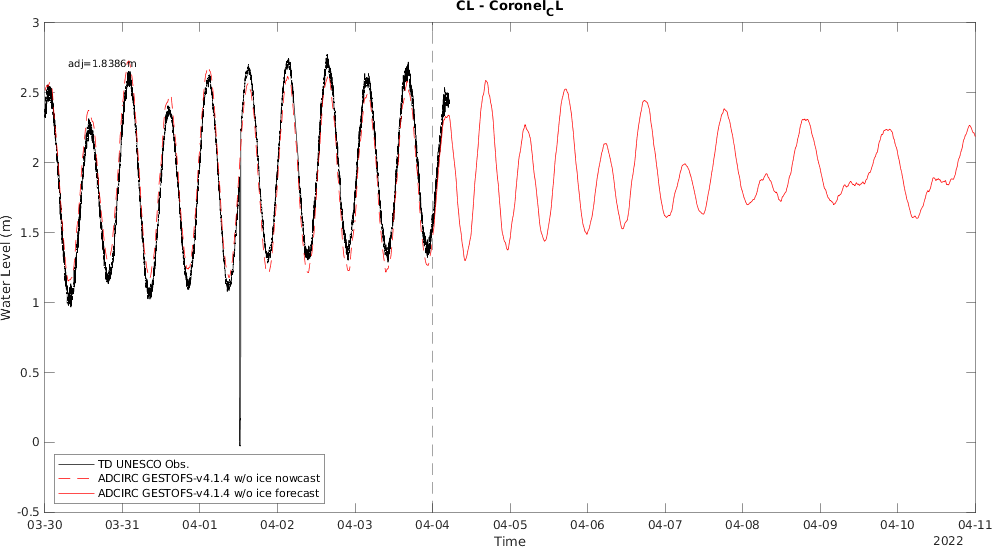 CL - Coronel_CL
3
adj=1.8386m
2.5
2
1.5
1
0.5
0
-0.5
Water Level (m)
TD UNESCO Obs.
ADCIRC GESTOFS-v4.1.4 w/o ice nowcast
ADCIRC GESTOFS-v4.1.4 w/o ice forecast
03-30 03-31 04-01 04-02 04-03 04-04 04-05 04-06 04-07 04-08 04-09 04-10 04-11
Time
2022